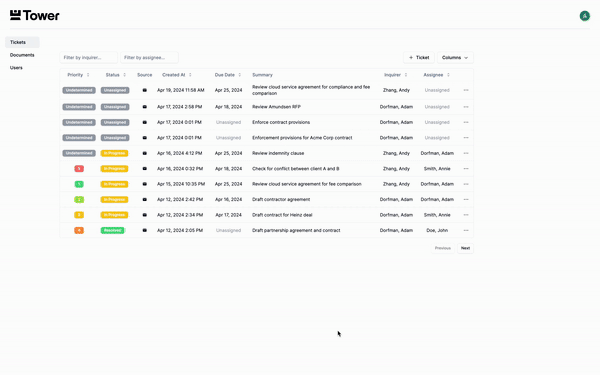 Tower
A
Tickets
Documents
Users
Filter by inquirer...
Filter by assignee...
+ Ticket
Columns
Priority Status Source Created At Due Date Summary Inquirer Assignee
Undetermined Unassigned Apr 19, 2024 11:58 AM Apr 25, 2024 Review cloud service agreement for compliance and fee comparison Zhang, Andy Unassigned
Undetermined Unassigned Apr 17, 2024 2:58 PM Apr 18, 2024 Review Amundsen RFP Dorfman, Adam Unassigned
Undetermined Unassigned Apr 17, 2024 0:01 PM Unassigned Enforce contract provisions Dorfman, Adam Unassigned
Undetermined Unassigned Apr 17, 2024 0:01 PM Unassigned Enforcement provisions for Acme Corp contract Dorfman, Adam Unassigned
Undetermined In Progress Apr 16, 2024 4:12 PM Apr 25, 2024 Review indemnity clause Zhang, Andy Dorfman, Adam
In Progress Apr 16, 2024 0:32 PM Apr 18, 2024 Check for conflict between client A and B Zhang, Andy Smith, Annie
1 In Progress Apr 15, 2024 10:35 PM Apr 25, 2024 Review cloud service agreement for fee comparison Zhang, Andy Dorfman, Adam
2 In Progress Apr 12, 2024 2:42 PM Apr 16, 2024 Draft contractor agreement Dorfman, Adam Dorfman, Adam
3 In Progress Apr 12, 2024 2:34 PM Apr 17, 2024 Draft contract for Heinz deal Dorfman, Adam Smith, Annie
4 Resolved Apr 12, 2024 2:05 PM Unassigned Draft partnership agreement and contract Dorfman, Adam Doe, John
Previous
Next